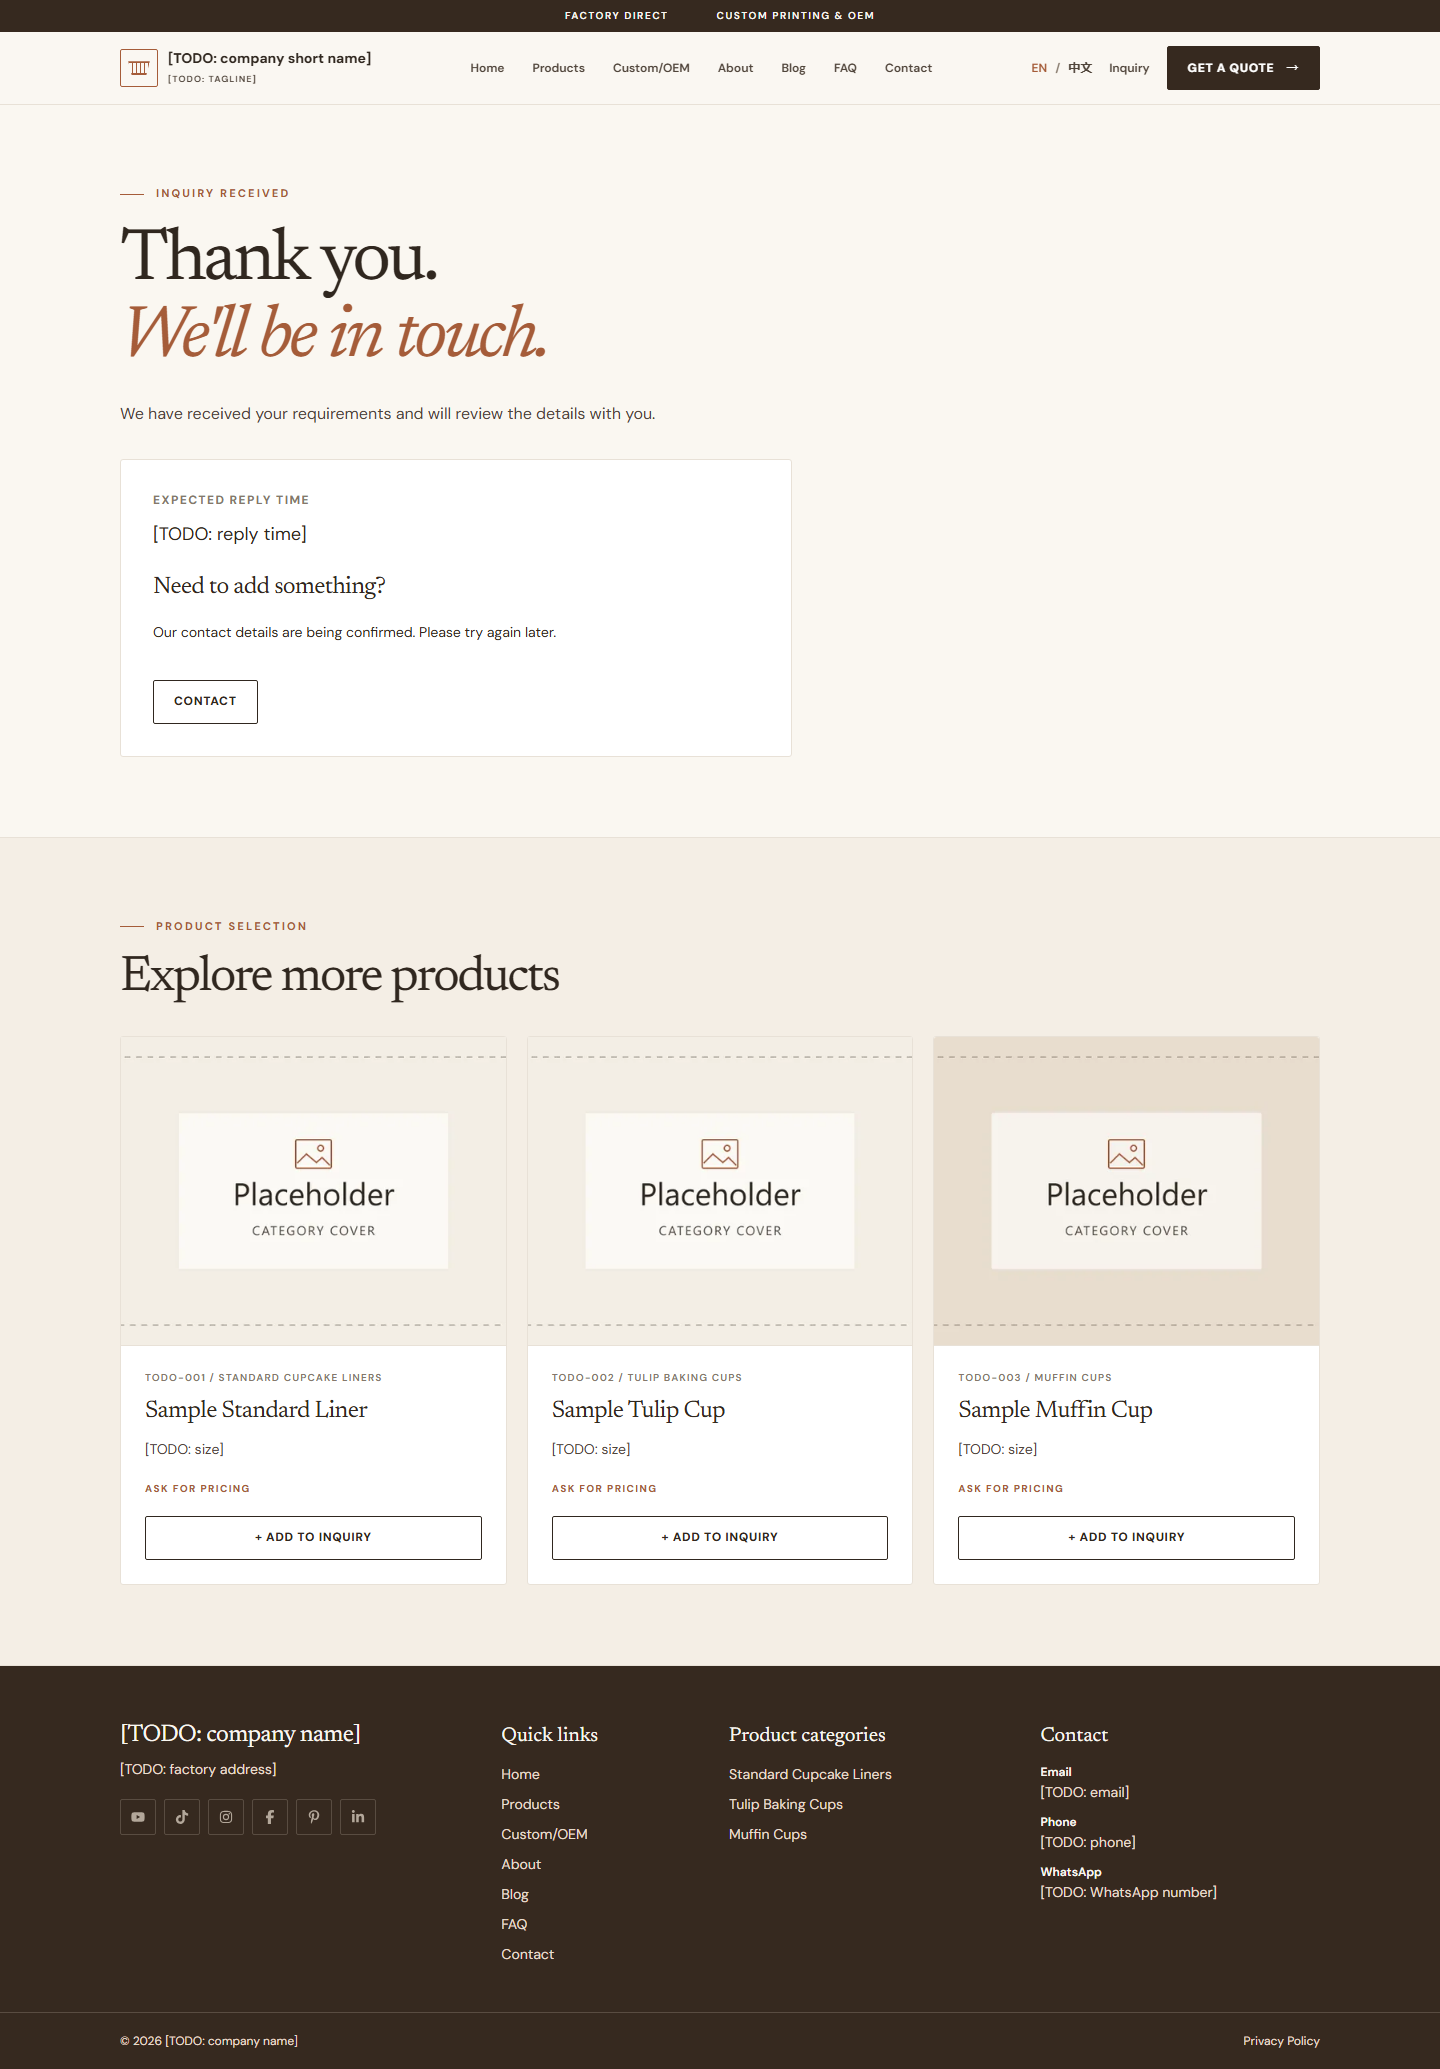 FACTORY DIRECT CUSTOM PRINTING & OEM
[TODO: company short name]
[TODO: TAGLINE]
Home Products Custom/OEM About Blog FAQ Contact
EN / 中文 Inquiry GET A QUOTE →
INQUIRY RECEIVED
Thank you.
We'll be in touch.
We have received your requirements and will review the details with you.
EXPECTED REPLY TIME
[TODO: reply time]
Need to add something?
Our contact details are being confirmed. Please try again later.
CONTACT
PRODUCT SELECTION
Explore more products
Placeholder
CATEGORY COVER
TODO-001 / STANDARD CUPCAKE LINERS
Sample Standard Liner
[TODO: size]
ASK FOR PRICING
+ ADD TO INQUIRY
Placeholder
CATEGORY COVER
TODO-002 / TULIP BAKING CUPS
Sample Tulip Cup
[TODO: size]
ASK FOR PRICING
+ ADD TO INQUIRY
Placeholder
CATEGORY COVER
TODO-003 / MUFFIN CUPS
Sample Muffin Cup
[TODO: size]
ASK FOR PRICING
+ ADD TO INQUIRY
[TODO: company name]
[TODO: factory address]
Quick links
Home
Products
Custom/OEM
About
Blog
FAQ
Contact
Product categories
Standard Cupcake Liners
Tulip Baking Cups
Muffin Cups
Contact
Email
[TODO: email]
Phone
[TODO: phone]
WhatsApp
[TODO: WhatsApp number]
© 2026 [TODO: company name]
Privacy Policy